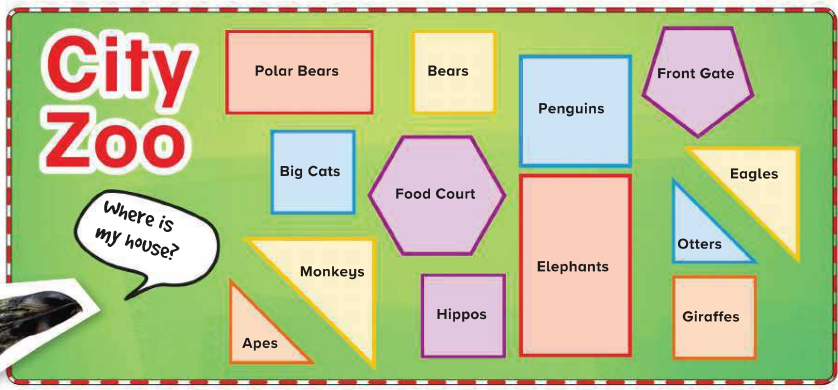 City
Zoo
Polar Bears
Bears
Penguins
Front Gate
Big Cats
Food Court
Eagles
Where is
my house?
Otters
Monkeys
Elephants
Hippos
Giraffes
Apes